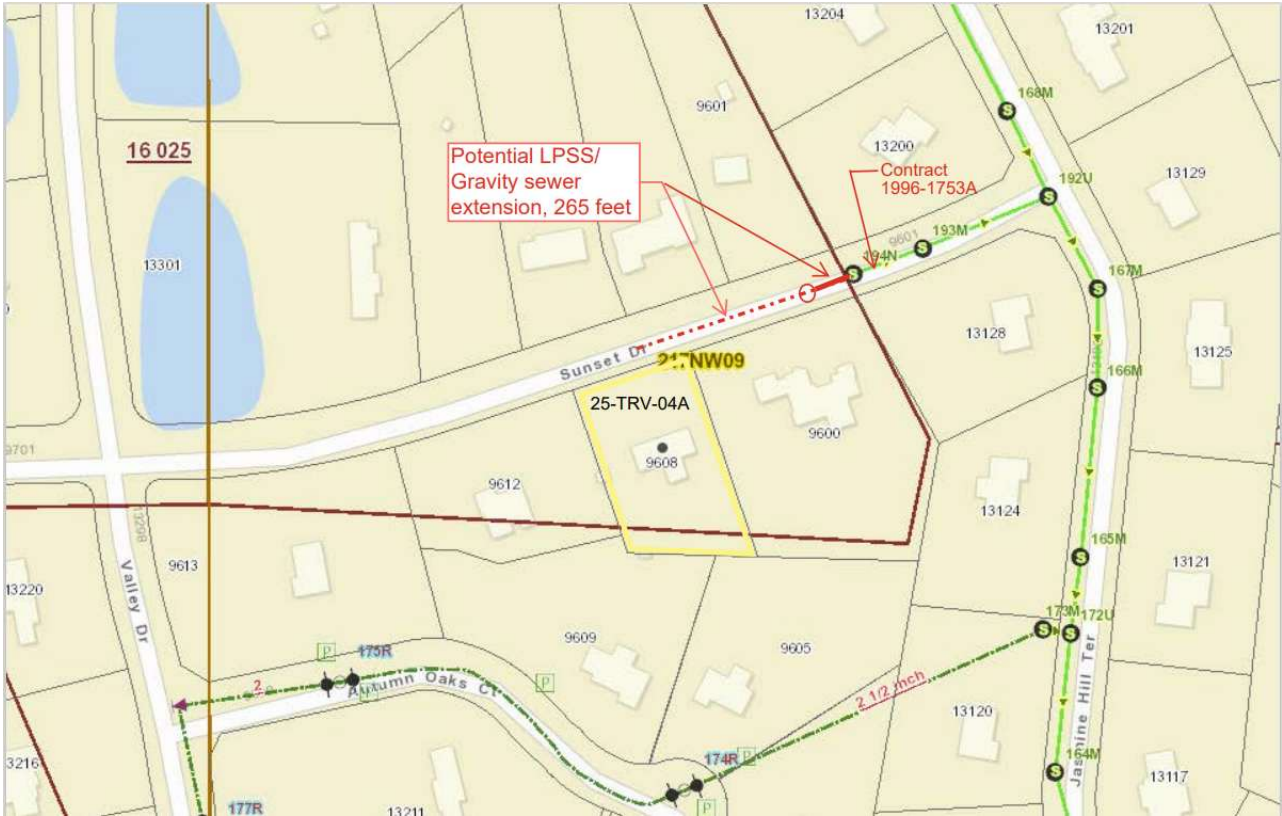 13204
13201
9601
168M
16 025
Potential LPSS/
Gravity sewer
extension, 265 feet
13200
Contract
1996-1753A
192U
13129
193M
9601
194N
13301
167M
13128
13125
Sunset Dr
217NW09
166M
25-TRV-04A
9600
9701
9608
9612
13124
13298
165M
13121
9613
Valley Dr
13220
173M
172U
9609
9605
175R
2
Autumn Oaks Ct
2 1/2 inch
13120
Jasmine Hill Ter
164M
174R
13216
13117
177R
13211
P
P
P
P
P
S
S
S
S
S
S
S
S
S
S